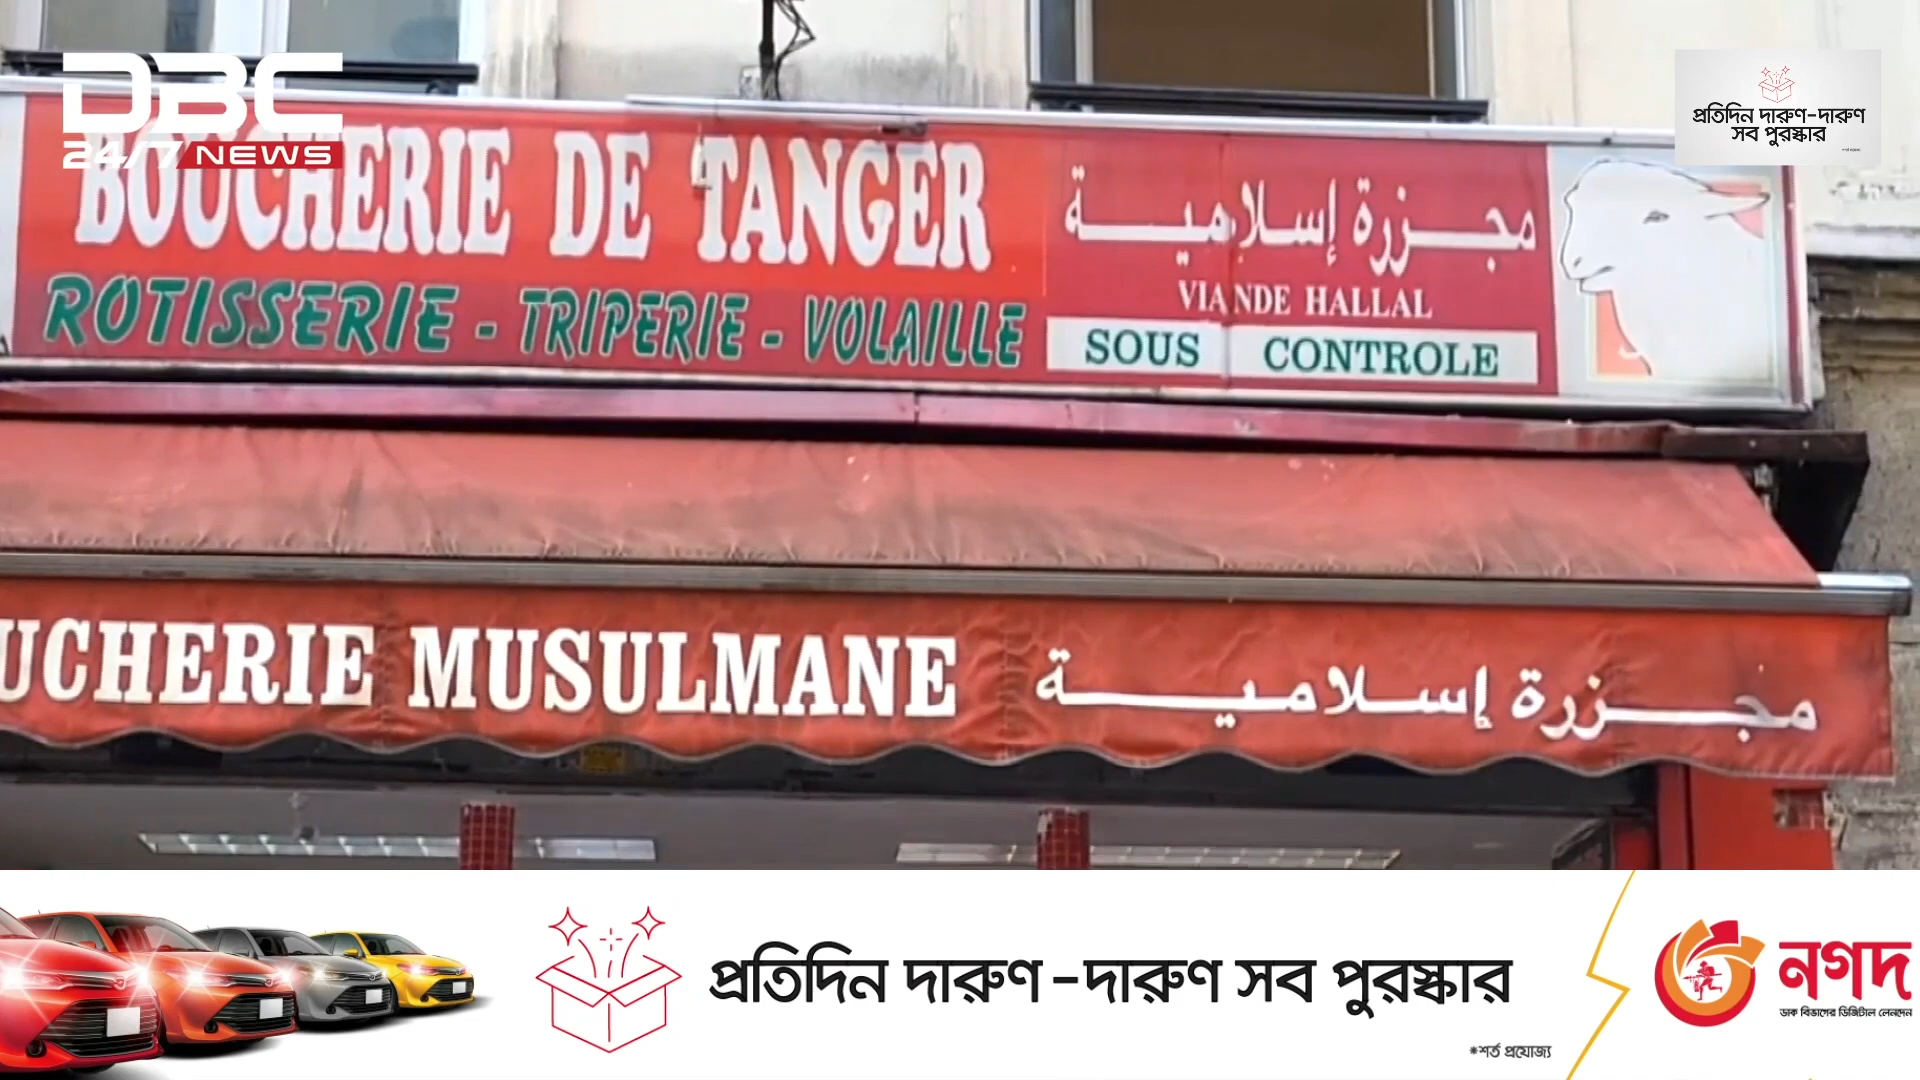 DBC
24/7 NEWS
প্রতিদিন দারুণ-দারুণ
সব পুরস্কার
BOUCHERIE DE TANGER
ROTISSERIE - TRIPERIE - VOLAILLE
مجزرة إسلامية
VIANDE HALLAL
SOUS CONTROLE
UCHERIE MUSULMANE مجزرة إسلامية
প্রতিদিন দারুণ-দারুণ সব পুরস্কার
*শর্ত প্রযোজ্য
নগদ
ডাক বিভাগের ডিজিটাল লেনদেন